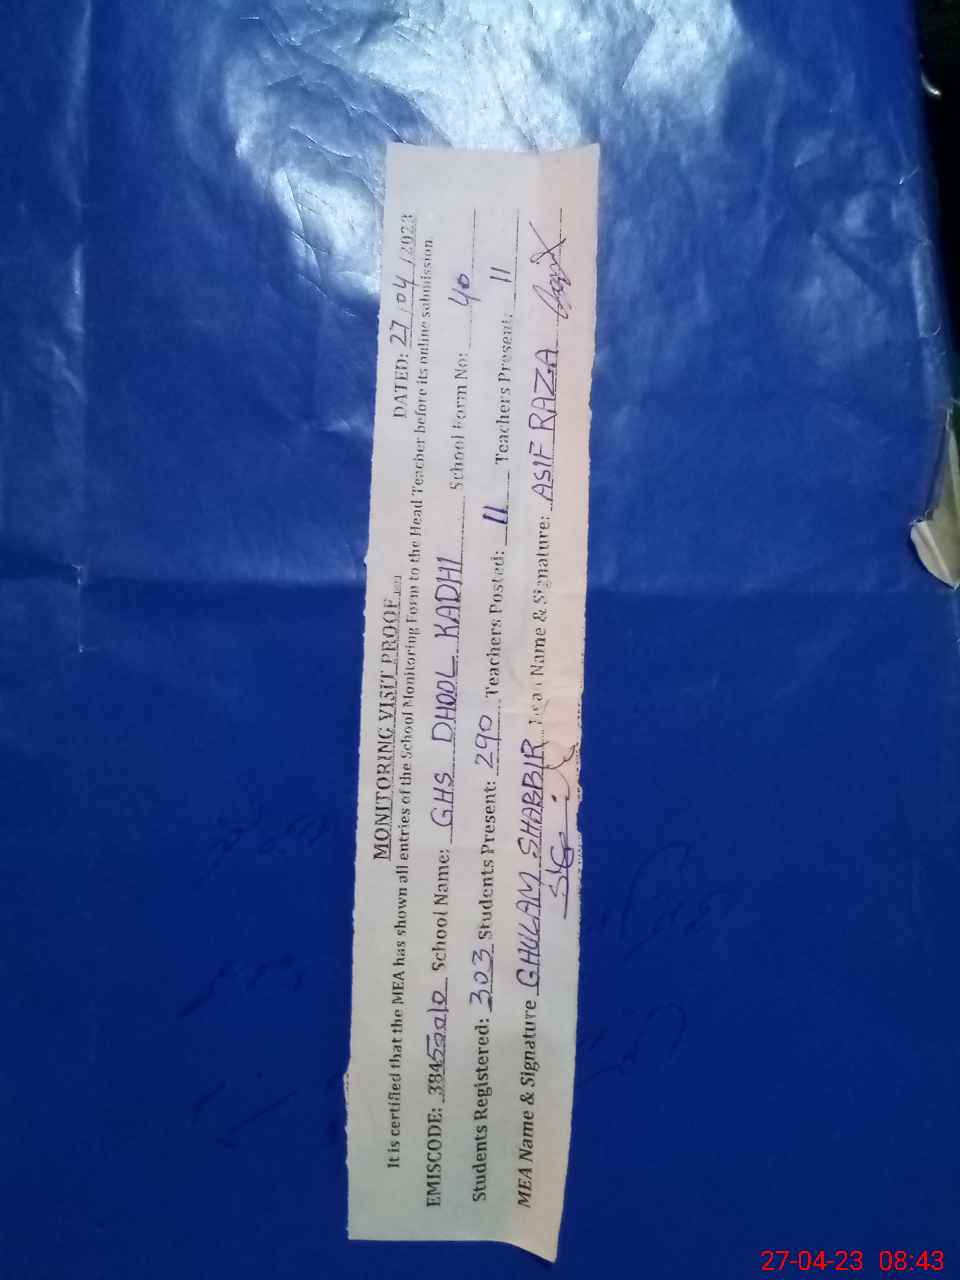 MONITORING VISIT PROOF
DATED: 27/04/2023
It is certified that the MEA has shown all entries of the School Monitoring Form to the Head Teacher before its online submission.
EMISCODE: 384 School Name: GHS DHOOL KADHI School Form No: 40
Students Registered: 303 Students Present: 290 Teachers Posted: 11 Teachers Present: 11
MEA Name & Signature GHULAM SHABBIR Name & Signature: ASIF RAZA
27-04-23 08:43